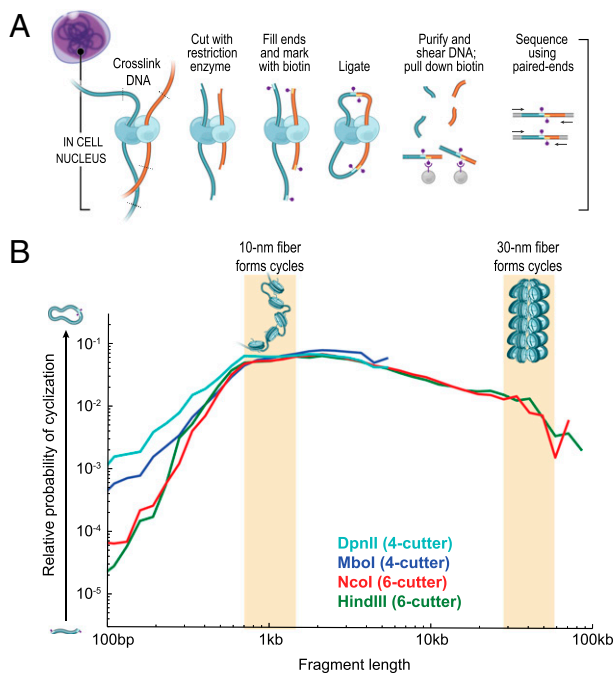 A
Crosslink
DNA
IN CELL
NUCLEUS
Cut with
restriction
enzyme
Fill ends
and mark
with biotin
Ligate
Purify and
shear DNA;
pull down biotin
Sequence
using
paired-ends
B
10-nm fiber
forms cycles
30-nm fiber
forms cycles
Relative probability of cyclization
10⁻¹
10⁻²
10⁻³
10⁻⁴
10⁻⁵
DpnII (4-cutter)
MboI (4-cutter)
NcoI (6-cutter)
HindIII (6-cutter)
100bp
1kb
10kb
100kb
Fragment length